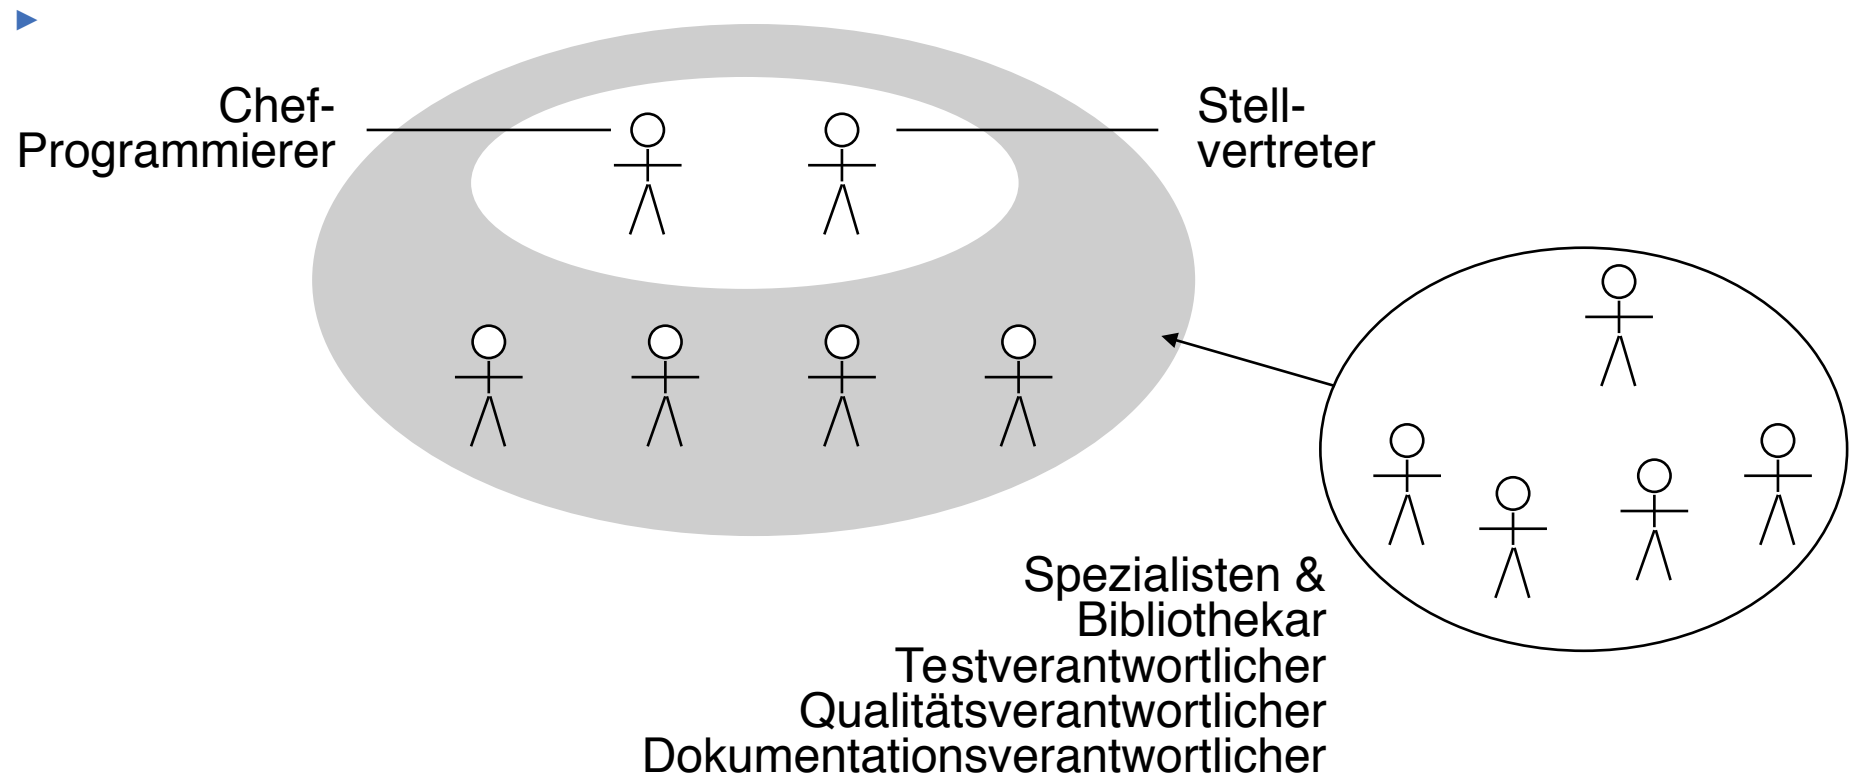 Chef-
Programmierer
Stell-
vertreter
Spezialisten &
Bibliothekar
Testverantwortlicher
Qualitätsverantwortlicher
Dokumentationsverantwortlicher